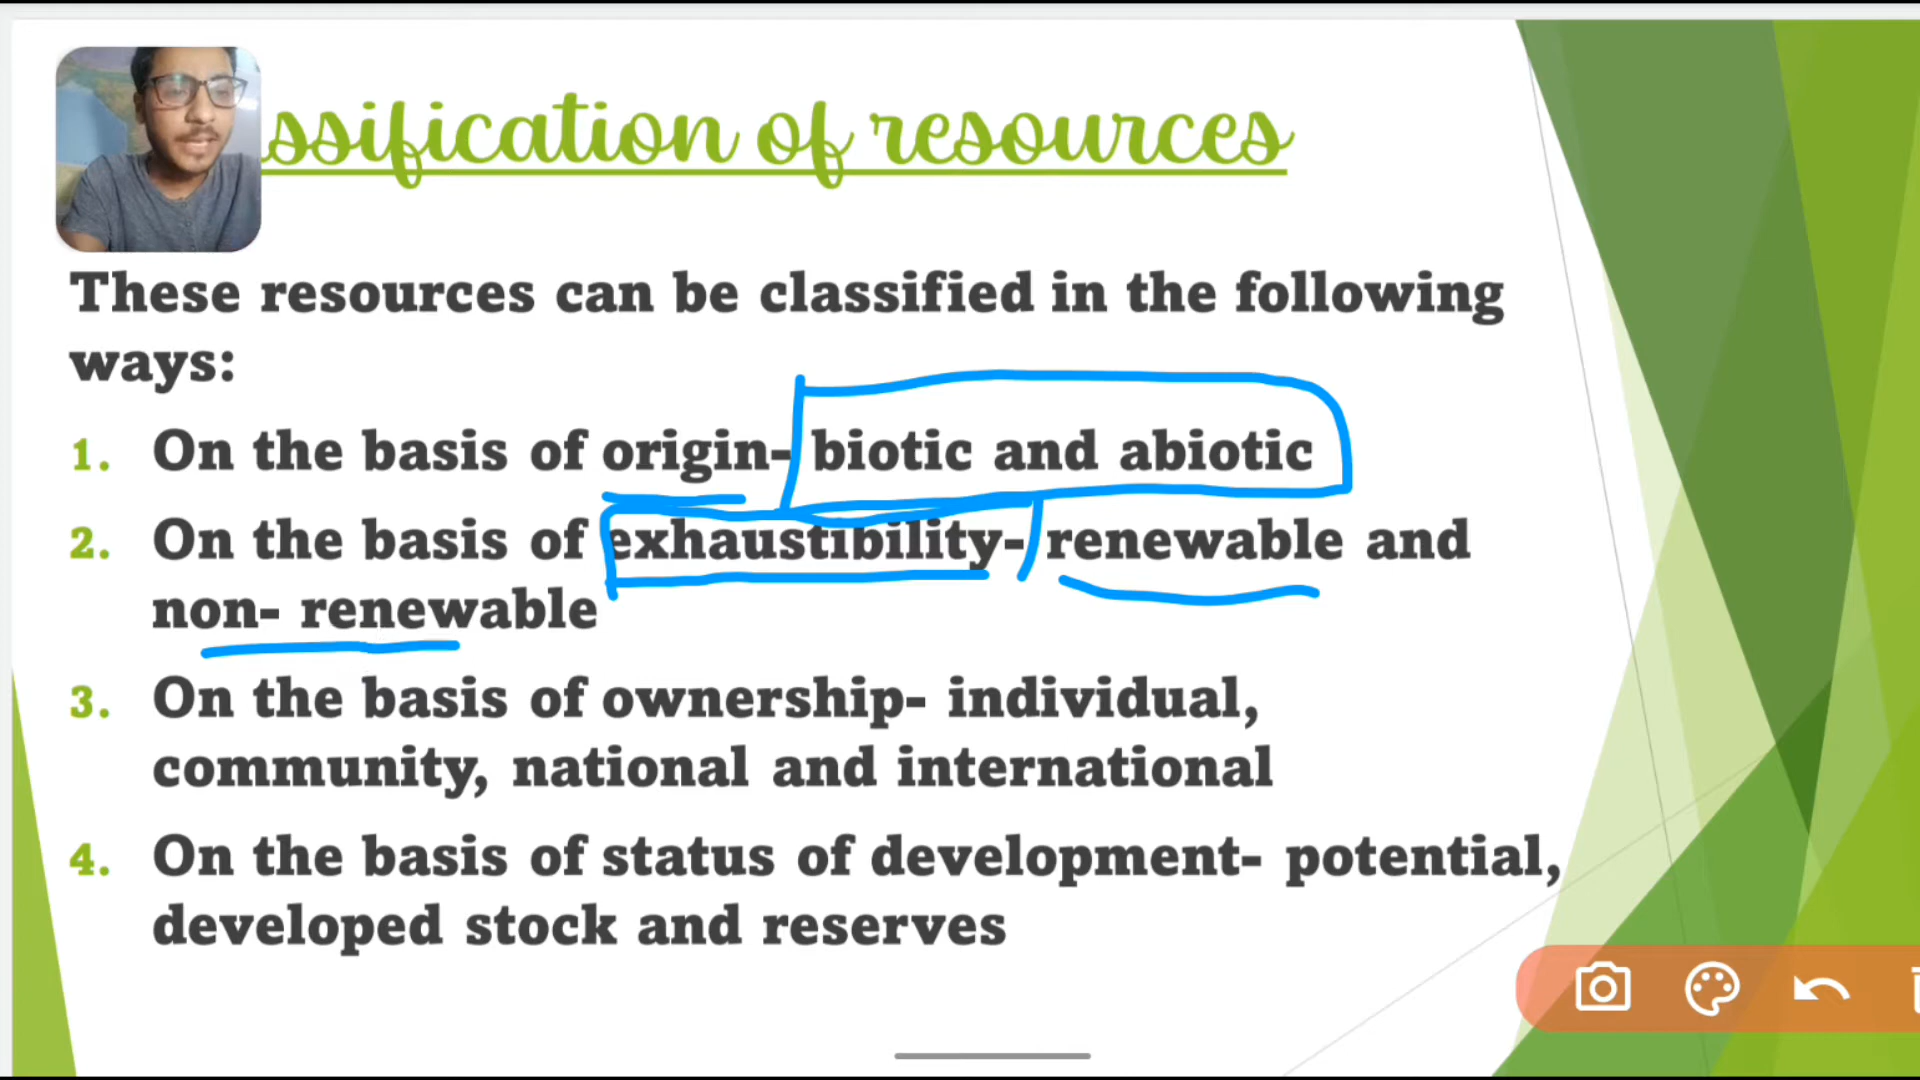 ssification of resources
These resources can be classified in the following
ways:
1. On the basis of origin- biotic and abiotic
2. On the basis of exhaustibility- renewable and
non- renewable
3. On the basis of ownership- individual,
community, national and international
4. On the basis of status of development- potential,
developed stock and reserves